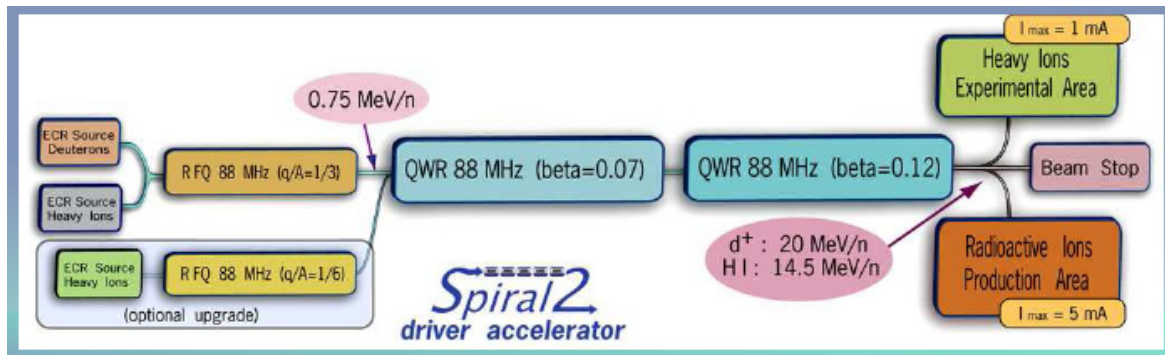 I max = 1 mA
Heavy Ions
Experimental Area
0.75 MeV/n
ECR Source
Deuterons
RFQ 88 MHz (q/A=1/3)
QWR 88 MHz (beta=0.07)
QWR 88 MHz (beta=0.12)
Beam Stop
ECR Source
Heavy Ions
d+ : 20 MeV/n
HI : 14.5 MeV/n
Radioactive Ions
Production Area
I max = 5 mA
ECR Source
Heavy Ions
RFQ 88 MHz (q/A=1/6)
(optional upgrade)
Spiral2
driver accelerator